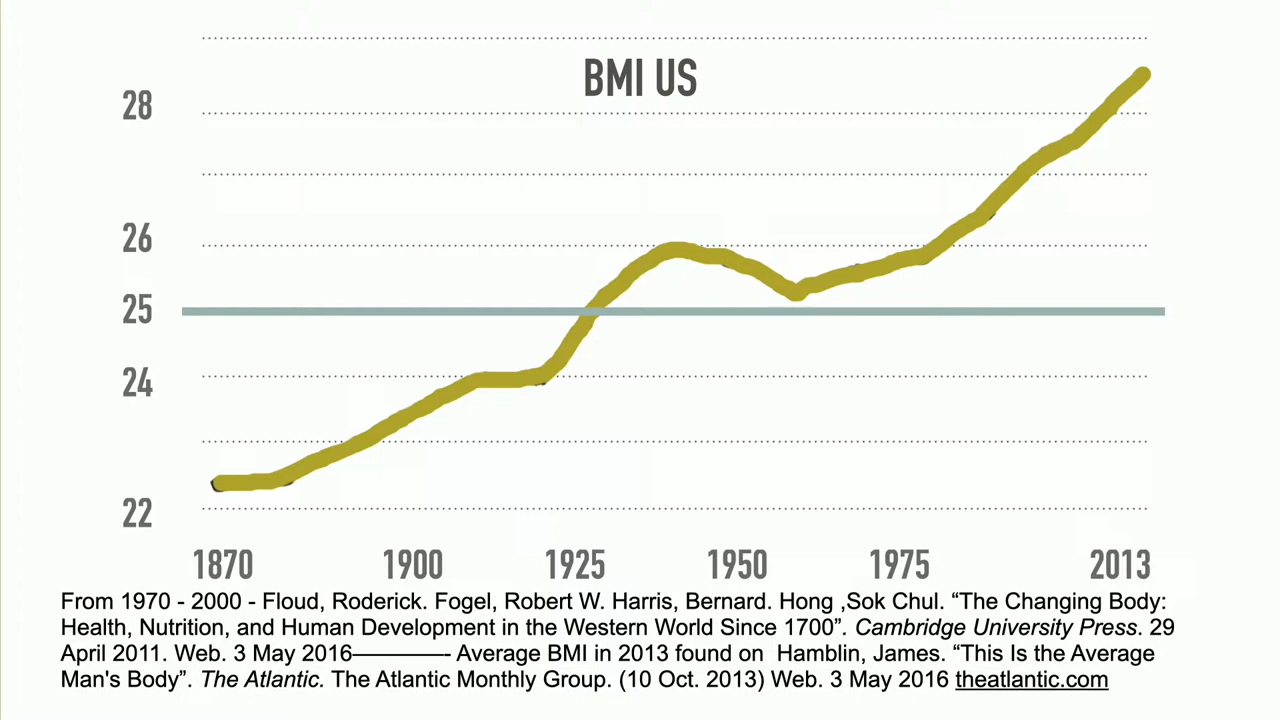 BMI US
28
26
25
24
22
1870 1900 1925 1950 1975 2013
From 1970 - 2000 - Floud, Roderick. Fogel, Robert W. Harris, Bernard. Hong ,Sok Chul. “The Changing Body:
Health, Nutrition, and Human Development in the Western World Since 1700”. Cambridge University Press. 29
April 2011. Web. 3 May 2016—————- Average BMI in 2013 found on  Hamblin, James. “This Is the Average
Man's Body”. The Atlantic. The Atlantic Monthly Group. (10 Oct. 2013) Web. 3 May 2016 theatlantic.com